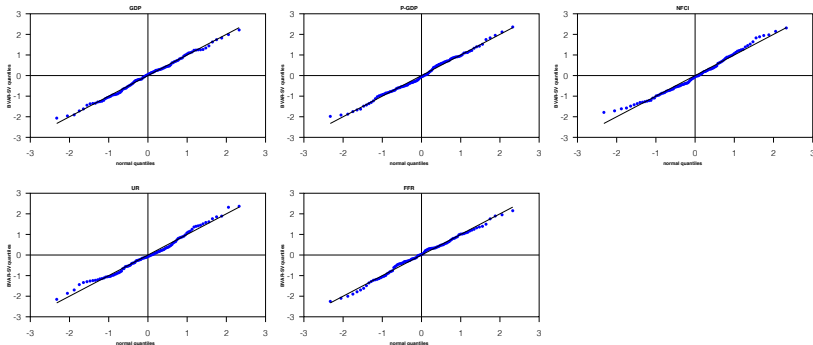 GDP
3
2
1
0
-1
-2
-3
BVAR-SV quantiles
-3 -2 -1 0 1 2 3
normal quantiles
P-GDP
3
2
1
0
-1
-2
-3
BVAR-SV quantiles
-3 -2 -1 0 1 2 3
normal quantiles
NFCI
3
2
1
0
-1
-2
-3
BVAR-SV quantiles
-3 -2 -1 0 1 2 3
normal quantiles
UR
3
2
1
0
-1
-2
-3
BVAR-SV quantiles
-3 -2 -1 0 1 2 3
normal quantiles
FFR
3
2
1
0
-1
-2
-3
BVAR-SV quantiles
-3 -2 -1 0 1 2 3
normal quantiles